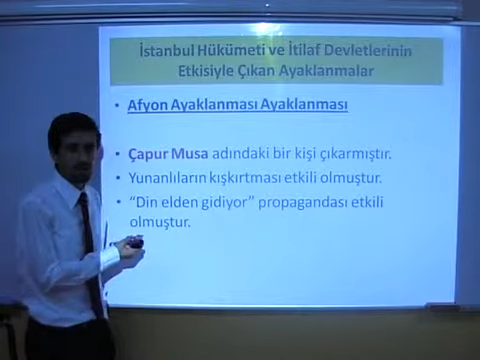 İstanbul Hükümeti ve İtilaf Devletlerinin
Etkisiyle Çıkan Ayaklanmalar
• Afyon Ayaklanması Ayaklanması
• Çapur Musa adındaki bir kişi çıkarmıştır.
• Yunanlıların kışkırtması etkili olmuştur.
• “Din elden gidiyor” propagandası etkili
olmuştur.